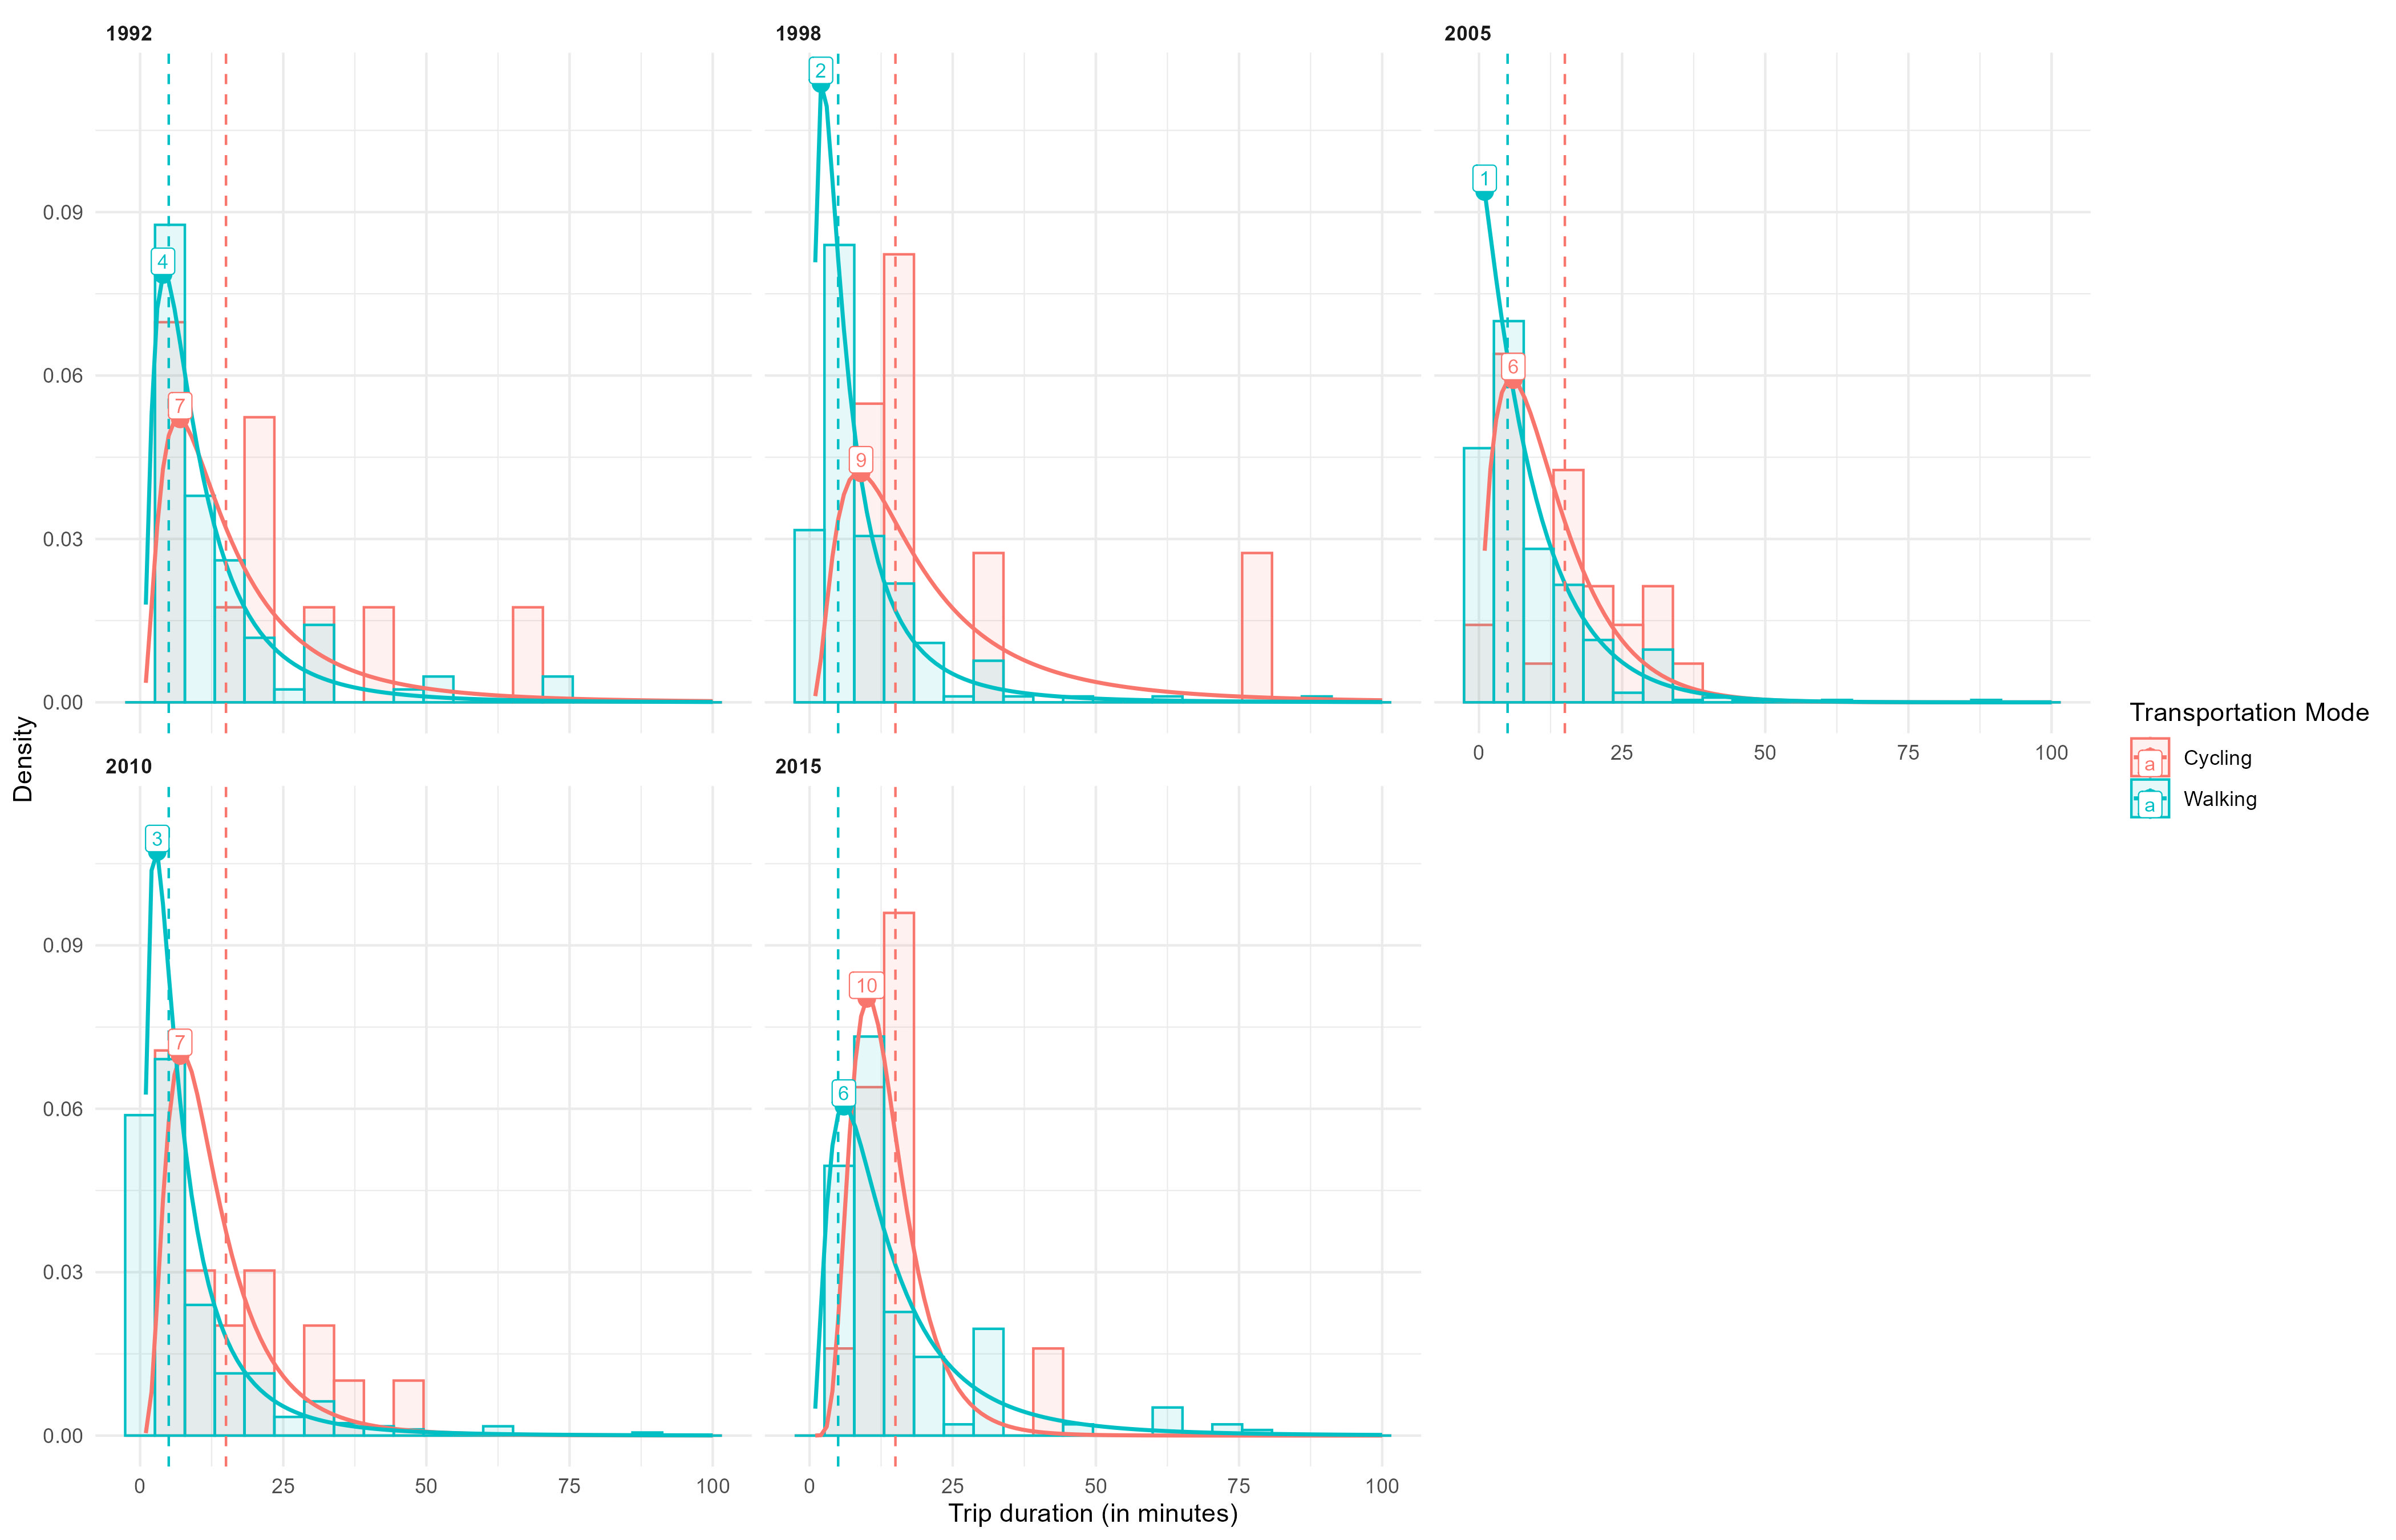 1992
1998
2005
2
1
0.09
4
0.06
7
9
6
0.03
0.00
0 25 50 75 100
Density
Transportation Mode
a Cycling
a Walking
2010
2015
3
0.09
10
7
6
0.06
0.03
0.00
0 25 50 75 100
0 25 50 75 100
Trip duration (in minutes)